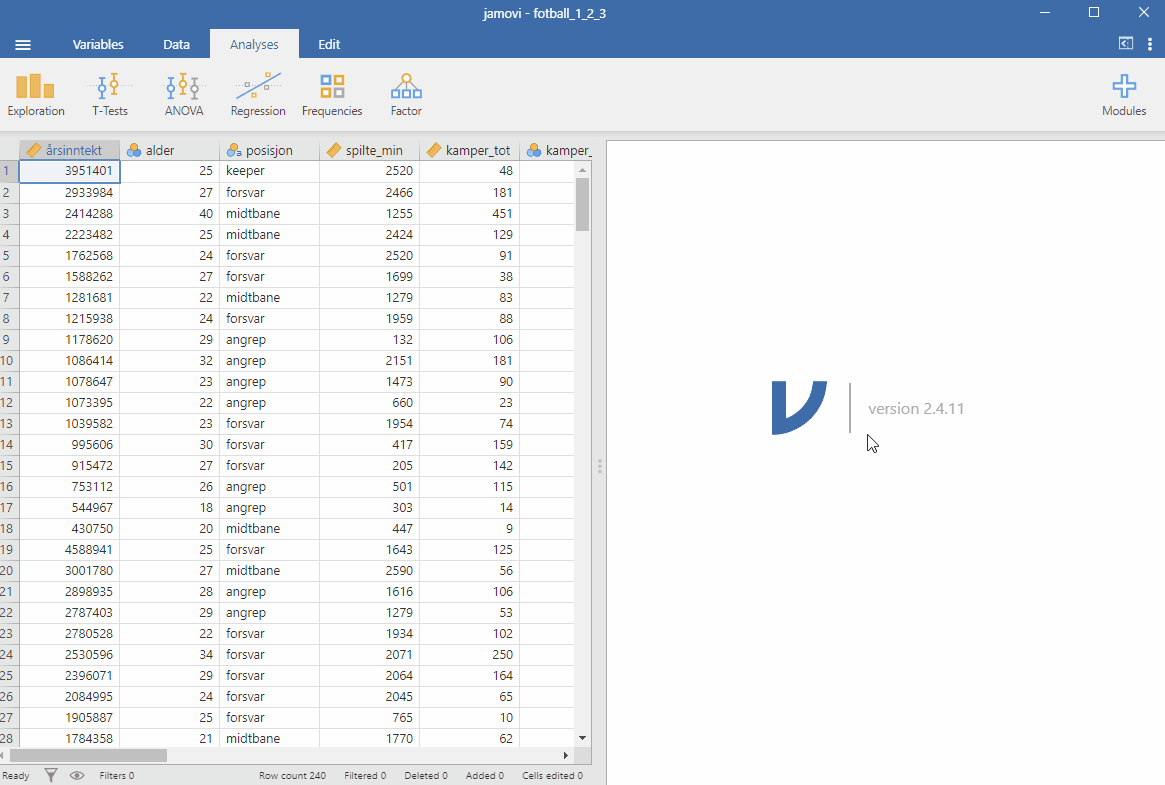 jamovi - fotball_1_2_3
Variables Data Analyses Edit
Exploration T-Tests ANOVA Regression Frequencies Factor Modules
årsinntekt alder posisjon spilte_min kamper_tot kamper_
1 3951401 25 keeper 2520 48
2 2933984 27 forsvar 2466 181
3 2414288 40 midtbane 1255 451
4 2223482 25 midtbane 2424 129
5 1762568 24 forsvar 2520 91
6 1588262 27 forsvar 1699 38
7 1281681 22 midtbane 1279 83
8 1215938 24 forsvar 1959 88
9 1178620 29 angrep 132 106
10 1086414 32 angrep 2151 181
11 1078647 23 angrep 1473 90
12 1073395 22 angrep 660 23
13 1039582 23 forsvar 1954 74
14 995606 30 forsvar 417 159
15 915472 27 forsvar 205 142
16 753112 26 angrep 501 115
17 544967 18 angrep 303 14
18 430750 20 midtbane 447 9
19 4588941 25 forsvar 1643 125
20 3001780 27 midtbane 2590 56
21 2898935 28 angrep 1616 106
22 2787403 29 angrep 1279 53
23 2780528 22 forsvar 1934 102
24 2530596 34 forsvar 2071 250
25 2396071 29 forsvar 2064 164
26 2084995 24 forsvar 2045 65
27 1905887 25 forsvar 765 10
28 1784358 21 midtbane 1770 62
version 2.4.11
Ready Filters 0 Row count 240 Filtered 0 Deleted 0 Added 0 Cells edited 0